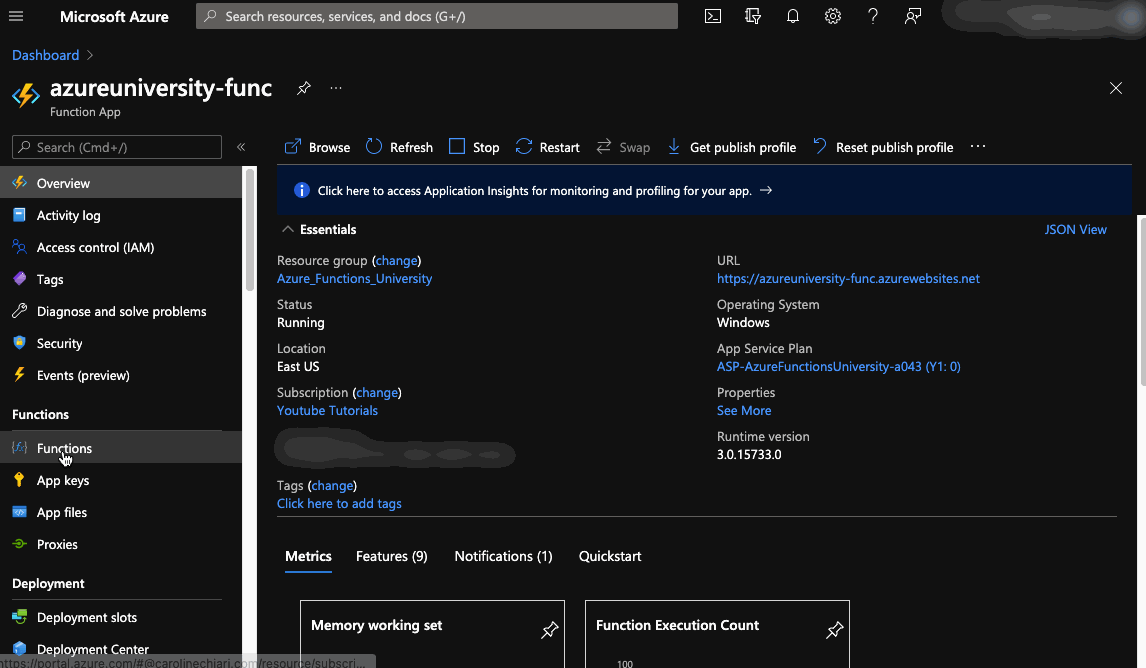 Microsoft Azure
Search resources, services, and docs (G+/)
Dashboard
azureuniversity-func
...
Function App
Search (Cmd+/)
«
Browse
Refresh
Stop
Restart
Swap
Get publish profile
Reset publish profile
...
Overview
Activity log
Access control (IAM)
Tags
Diagnose and solve problems
Security
Events (preview)
Functions
Functions
App keys
App files
Proxies
Deployment
Deployment slots
Deployment Center
https://portal.azure.com/#@carolinechiari.com/resource/subscri...
Click here to access Application Insights for monitoring and profiling for your app. →
Essentials
JSON View
Resource group (change)
Azure_Functions_University
Status
Running
Location
East US
Subscription (change)
Youtube Tutorials
Tags (change)
Click here to add tags
URL
https://azureuniversity-func.azurewebsites.net
Operating System
Windows
App Service Plan
ASP-AzureFunctionsUniversity-a043 (Y1: 0)
Properties
See More
Runtime version
3.0.15733.0
Metrics
Features (9)
Notifications (1)
Quickstart
Memory working set
Function Execution Count
100